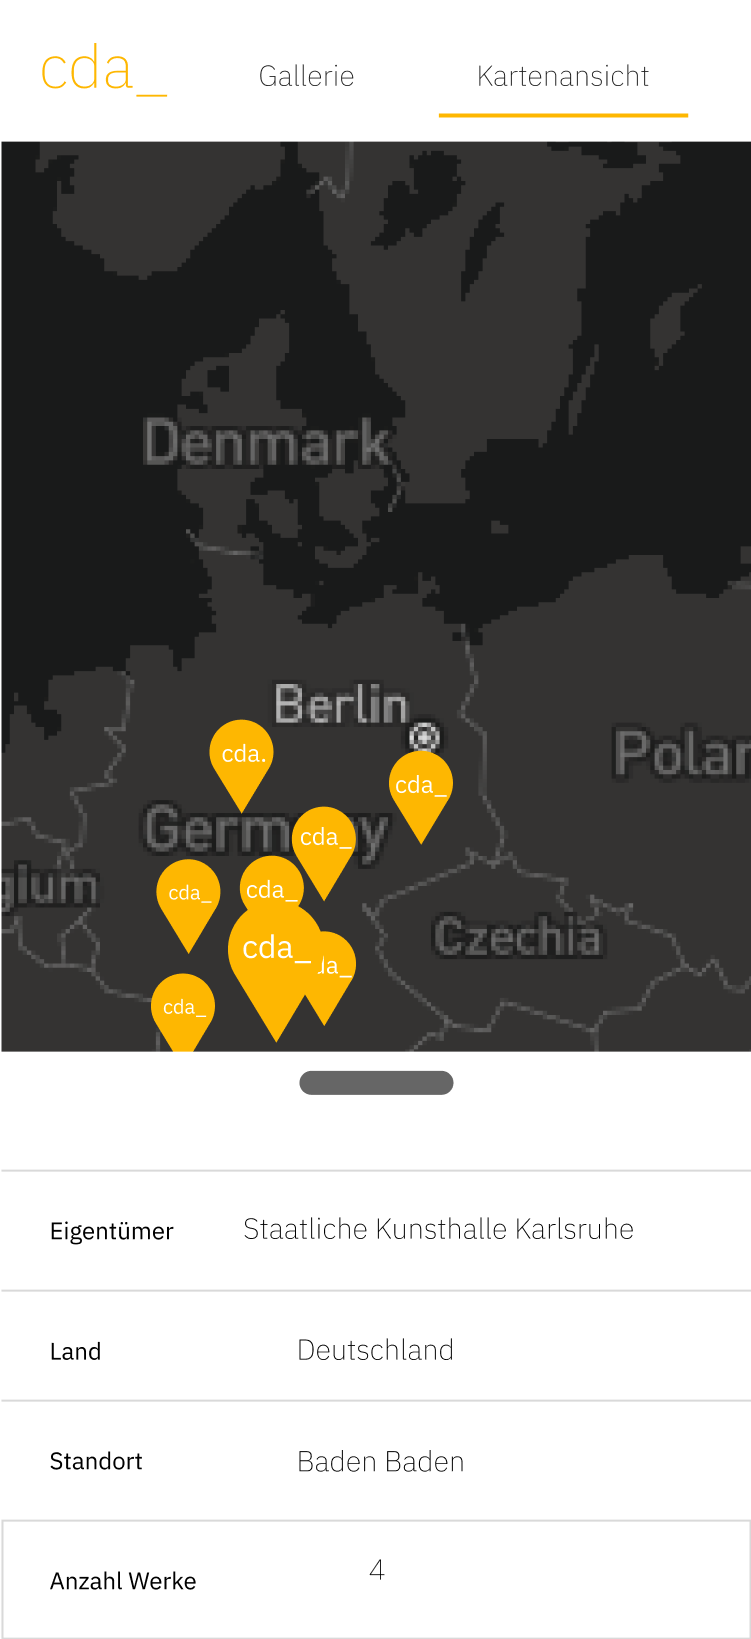 cda_
Gallerie
Kartenansicht
Denmark
Berlin
cda.
cda_
Polar
Germ
y
cda_
gium
cda_
cda_
Czechia
cda_
da_
cda_
Eigentümer
Staatliche Kunsthalle Karlsruhe
Land
Deutschland
Standort
Baden Baden
Anzahl Werke
4